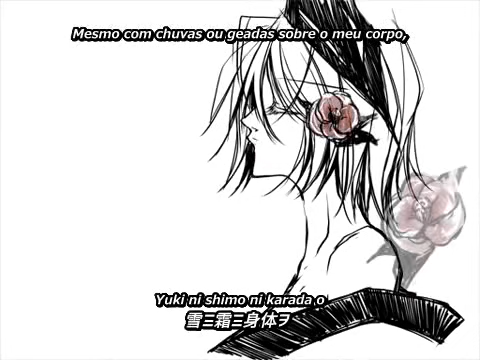 Mesmo com chuvas ou geadas sobre o meu corpo,
Yuki ni shimo ni karada o
雪ニ霜ニ身体ヲ